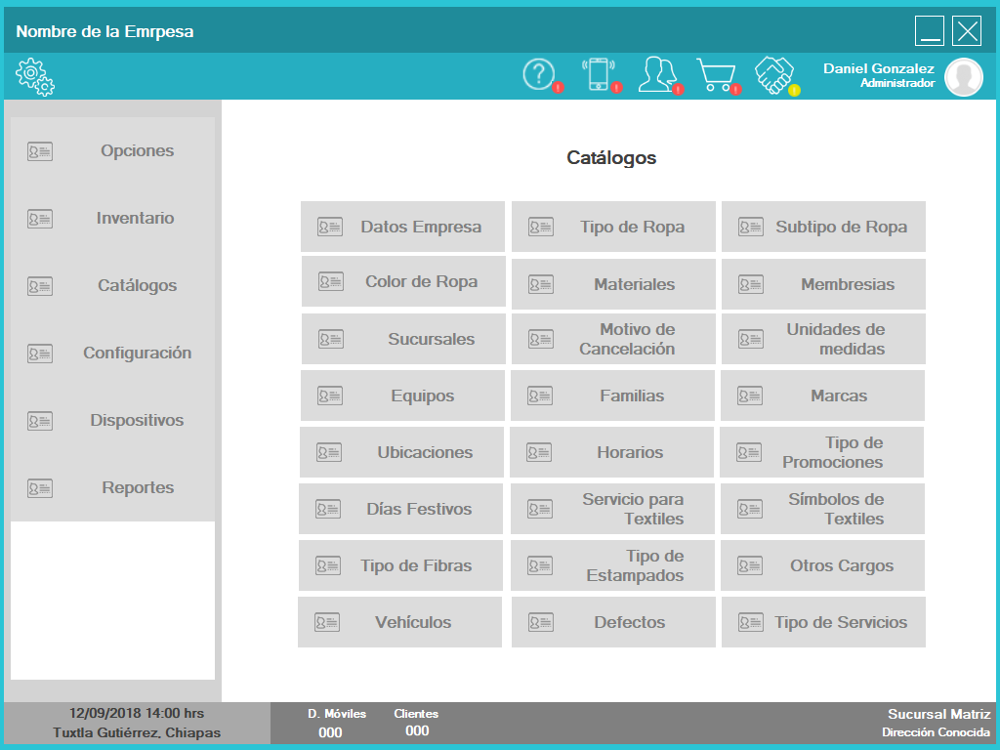 Nombre de la Emrpesa
Daniel Gonzalez
Administrador
Opciones
Inventario
Catálogos
Configuración
Dispositivos
Reportes
Catálogos
Datos Empresa
Tipo de Ropa
Subtipo de Ropa
Color de Ropa
Materiales
Membresias
Sucursales
Motivo de
Cancelación
Unidades de
medidas
Equipos
Familias
Marcas
Ubicaciones
Horarios
Tipo de
Promociones
Días Festivos
Servicio para
Textiles
Símbolos de
Textiles
Tipo de Fibras
Tipo de
Estampados
Otros Cargos
Vehículos
Defectos
Tipo de Servicios
12/09/2018 14:00 hrs
Tuxtla Gutiérrez, Chiapas
D. Móviles
000
Clientes
000
Sucursal Matriz
Dirección Conocida